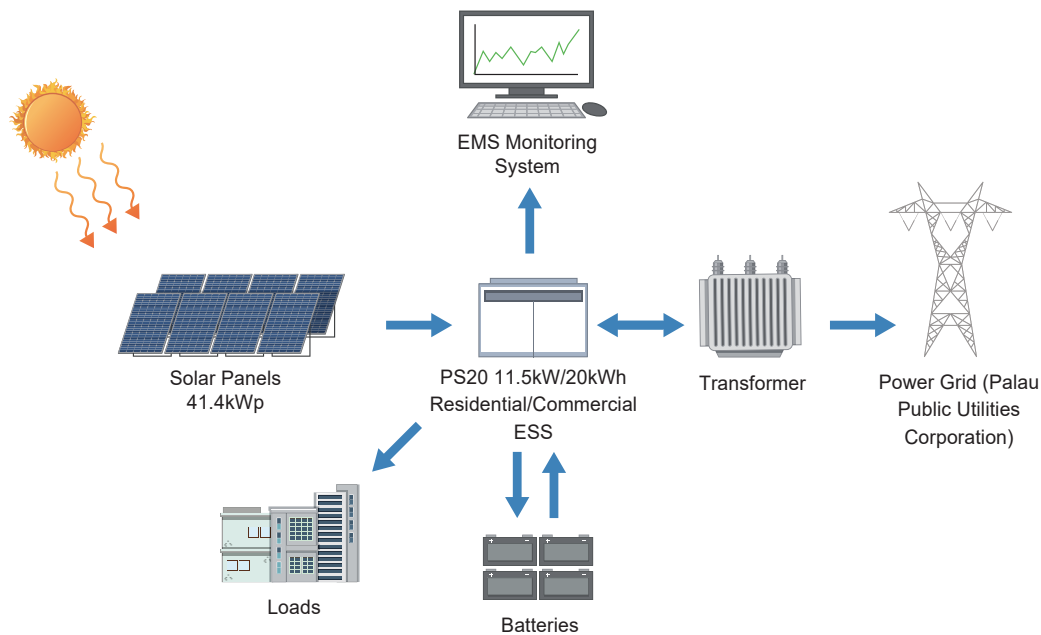 EMS Monitoring
System
Solar Panels
41.4kWp
PS20 11.5kW/20kWh
Residential/Commercial
ESS
Transformer
Power Grid (Palau
Public Utilities
Corporation)
Loads
Batteries